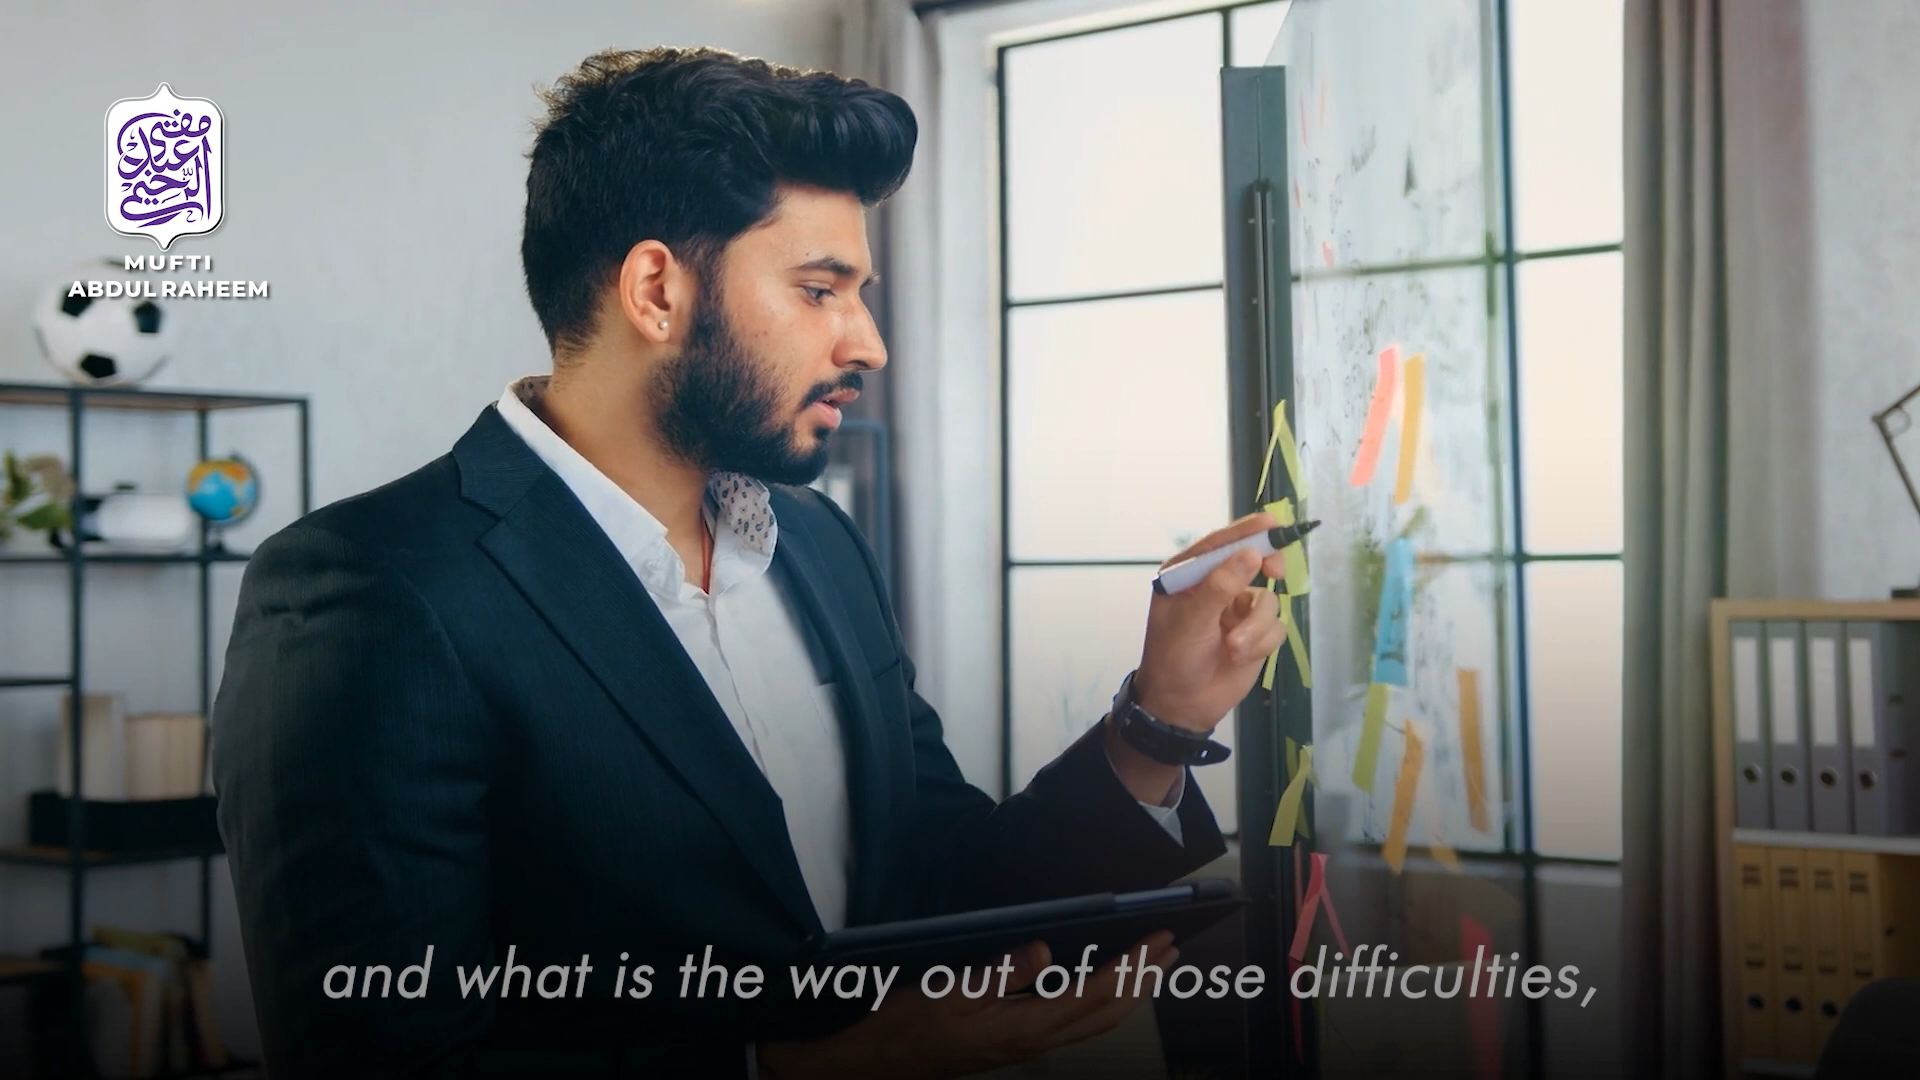 مفتی عبد الرحیم
MUFTI
ABDUL RAHEEM
and what is the way out of those difficulties,